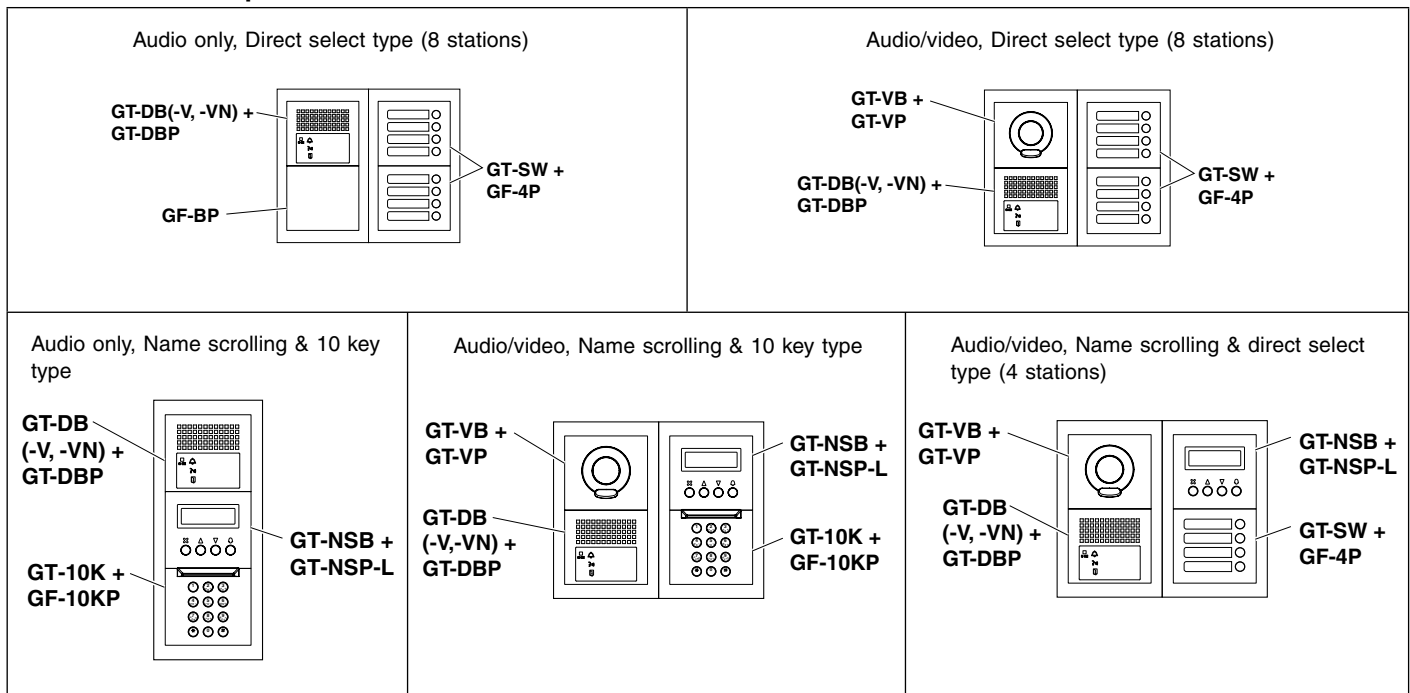 Audio only, Direct select type (8 stations)
GT-DB(-V, -VN) +
GT-DBP
GF-BP
GT-SW +
GF-4P
Audio/video, Direct select type (8 stations)
GT-VB +
GT-VP
GT-DB(-V, -VN) +
GT-DBP
GT-SW +
GF-4P
Audio only, Name scrolling & 10 key
type
GT-DB
(-V, -VN) +
GT-DBP
GT-NSB +
GT-NSP-L
GT-10K +
GF-10KP
Audio/video, Name scrolling & 10 key type
GT-VB +
GT-VP
GT-DB
(-V,-VN) +
GT-DBP
GT-NSB +
GT-NSP-L
GT-10K +
GF-10KP
Audio/video, Name scrolling & direct select
type (4 stations)
GT-VB +
GT-VP
GT-DB
(-V, -VN) +
GT-DBP
GT-NSB +
GT-NSP-L
GT-SW +
GF-4P